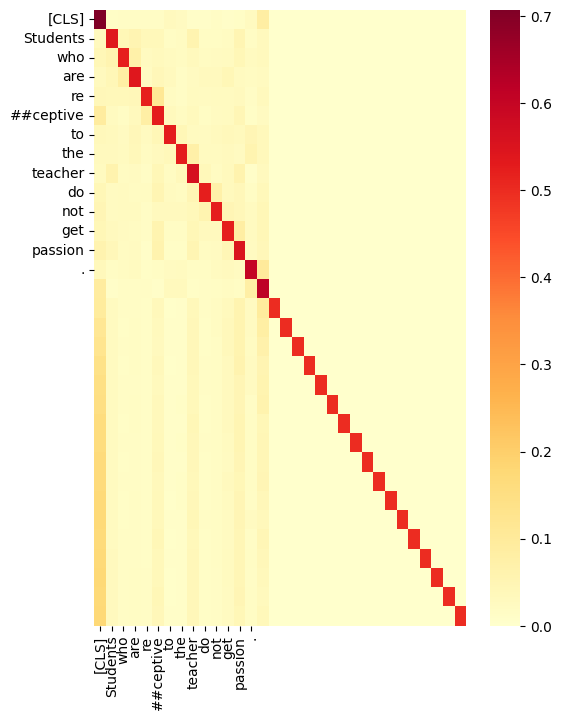 [CLS]
Students
who
are
re
##ceptive
to
the
teacher
do
not
get
passion
.
[CLS]
Students
who
are
re
##ceptive
to
the
teacher
do
not
get
passion
.
0.7
0.6
0.5
0.4
0.3
0.2
0.1
0.0